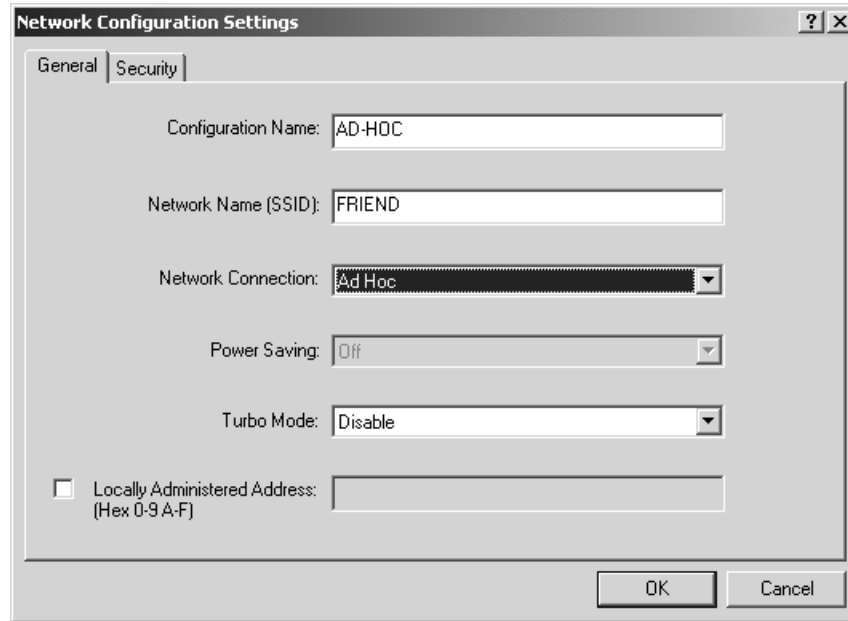 Network Configuration Settings
General
Security
Configuration Name: AD-HOC
Network Name (SSID): FRIEND
Network Connection: Ad Hoc
Power Saving: Off
Turbo Mode: Disable
Locally Administered Address:
(Hex 0-9 A-F)
OK
Cancel